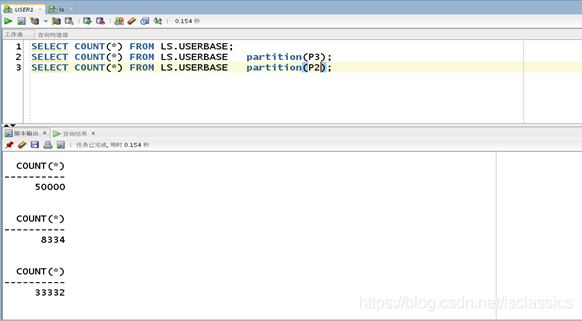 USER1 ls
0.154 秒
工作表 查询构建器
1 SELECT COUNT(*) FROM LS.USERBASE;
2 SELECT COUNT(*) FROM LS.USERBASE partition(P3);
3 SELECT COUNT(*) FROM LS.USERBASE partition(P2);
脚本输出 × 查询结果 ×
任务已完成, 用时 0.154 秒
COUNT(*)
----------
50000
COUNT(*)
----------
8334
COUNT(*)
----------
33332
https://blog.csdn.net/lsclassics